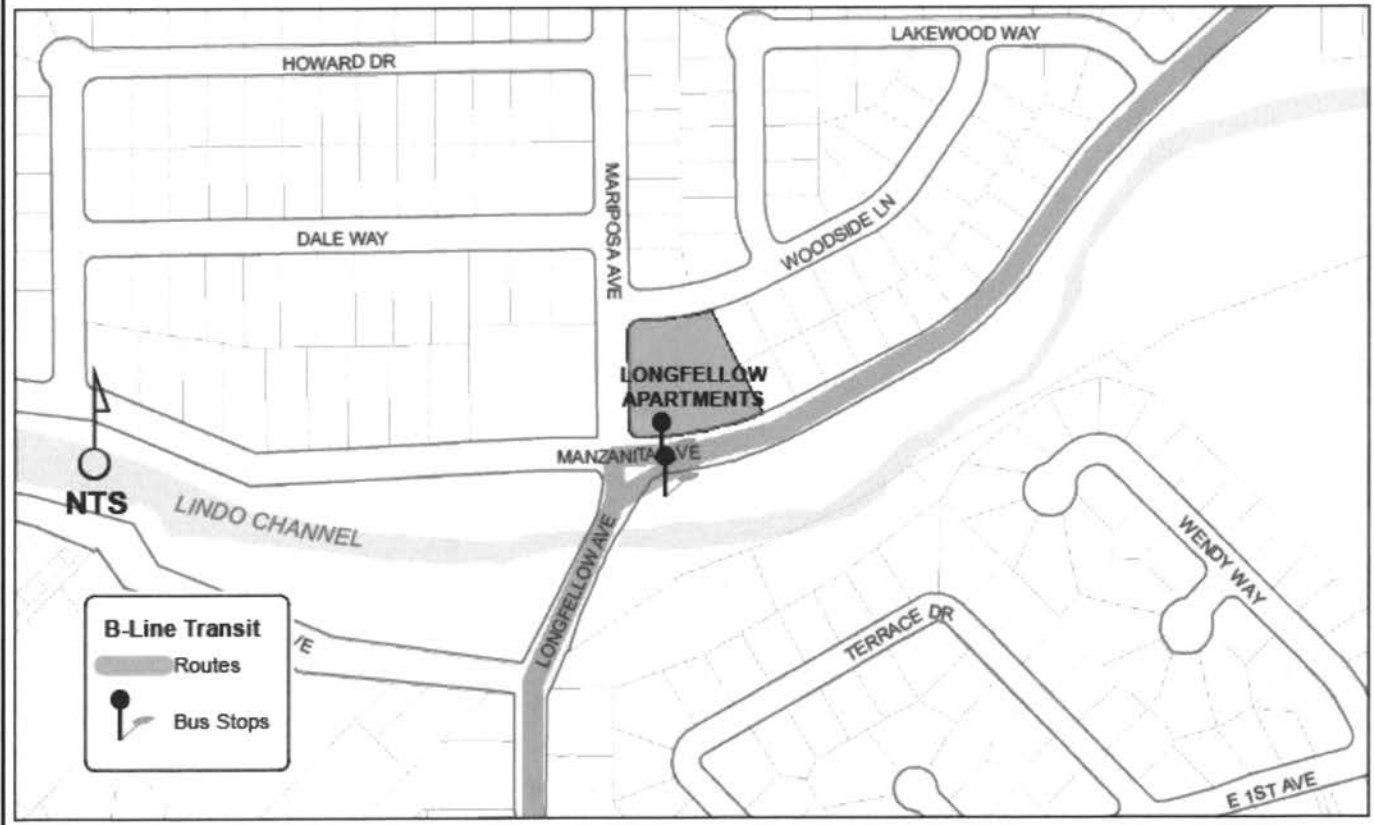 LAKEWOOD WAY
HOWARD DR
MARIPOSA AVE
DALE WAY
WOODSIDE LN
LONGFELLOW
APARTMENTS
MANZANITA AVE
NTS
LINDO CHANNEL
LONGFELLOW AVE
WENDY WAY
TERRACE DR
B-Line Transit
VE
Routes
Bus Stops
E 1ST AVE